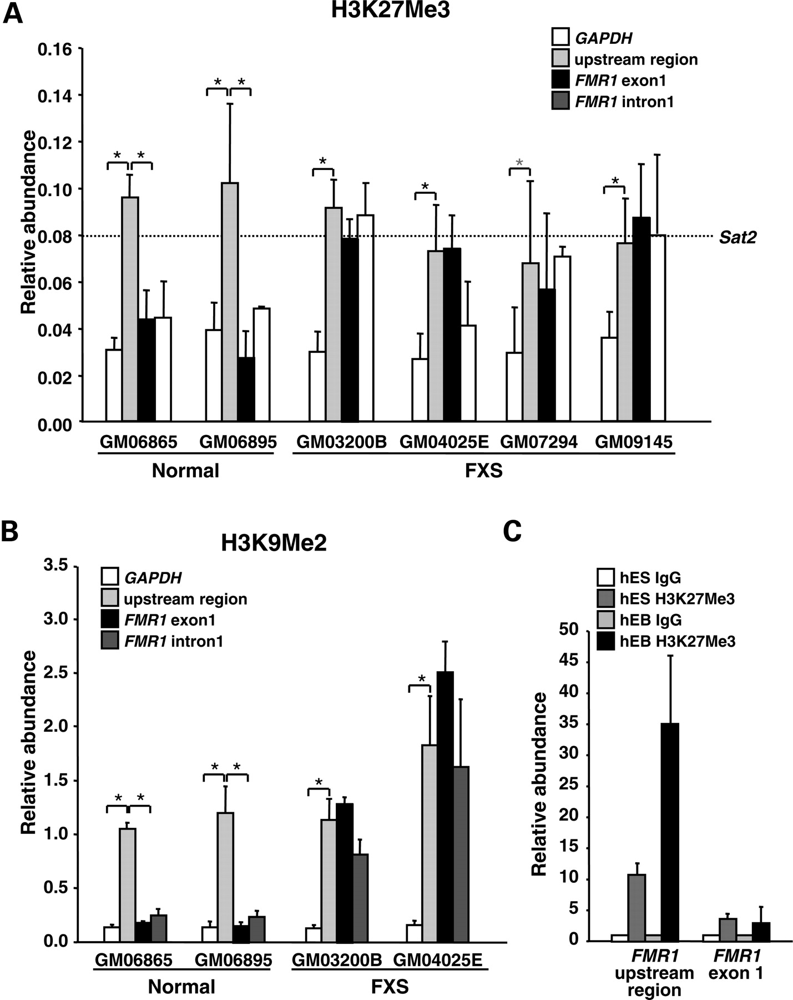 A
H3K27Me3
GAPDH
upstream region
FMR1 exon1
FMR1 intron1
Relative abundance
0.16
0.14
0.12
0.10
0.08
0.06
0.04
0.02
0.00
* *
* *
*
*
*
*
Sat2
GM06865 GM06895 GM03200B GM04025E GM07294 GM09145
Normal FXS
B
H3K9Me2
GAPDH
upstream region
FMR1 exon1
FMR1 intron1
Relative abundance
3.5
3.0
2.5
2.0
1.5
1.0
0.5
0.0
* *
* *
*
*
GM06865 GM06895 GM03200B GM04025E
Normal FXS
C
hES IgG
hES H3K27Me3
hEB IgG
hEB H3K27Me3
Relative abundance
50
45
40
35
30
25
20
15
10
5
0
FMR1
upstream
region
FMR1
exon 1